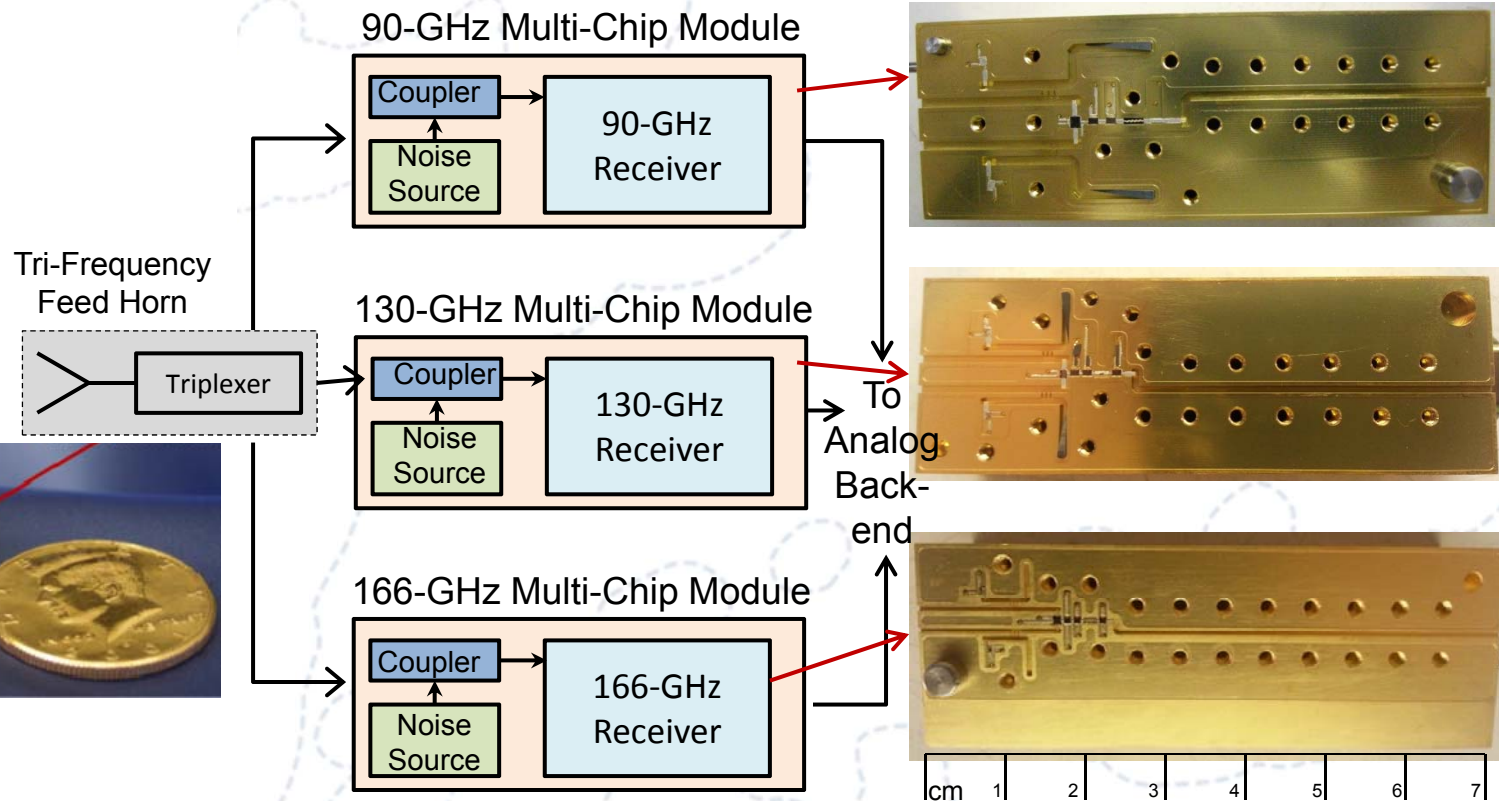 90-GHz Multi-Chip Module
Coupler
Noise
Source
90-GHz
Receiver
Tri-Frequency
Feed Horn
Triplexer
130-GHz Multi-Chip Module
Coupler
Noise
Source
130-GHz
Receiver
To
Analog
Back-
end
166-GHz Multi-Chip Module
Coupler
Noise
Source
166-GHz
Receiver
cm 1 2 3 4 5 6 7